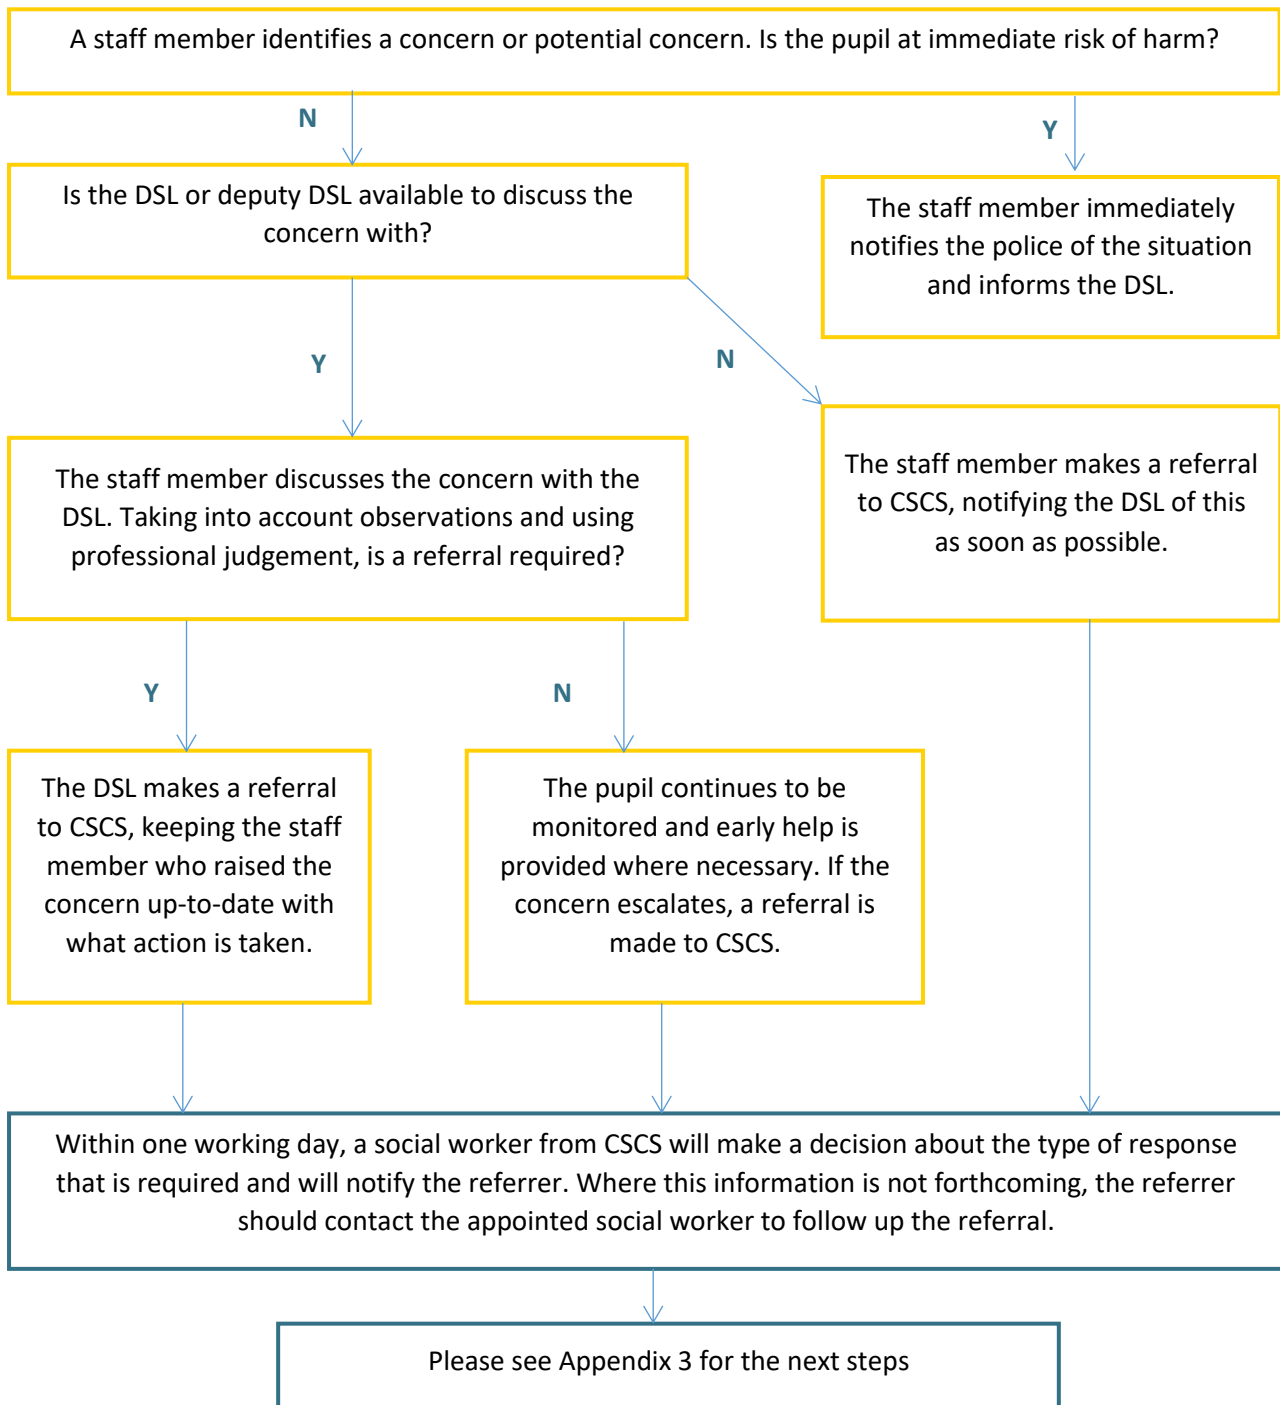 A staff member identifies a concern or potential concern. Is the pupil at immediate risk of harm?
N
Y
Is the DSL or deputy DSL available to discuss the
concern with?
The staff member immediately
notifies the police of the situation
and informs the DSL.
Y
N
The staff member discusses the concern with the
DSL. Taking into account observations and using
professional judgement, is a referral required?
The staff member makes a referral
to CSCS, notifying the DSL of this
as soon as possible.
Y
N
The DSL makes a referral
to CSCS, keeping the staff
member who raised the
concern up-to-date with
what action is taken.
The pupil continues to be
monitored and early help is
provided where necessary. If the
concern escalates, a referral is
made to CSCS.
Within one working day, a social worker from CSCS will make a decision about the type of response
that is required and will notify the referrer. Where this information is not forthcoming, the referrer
should contact the appointed social worker to follow up the referral.
Please see Appendix 3 for the next steps